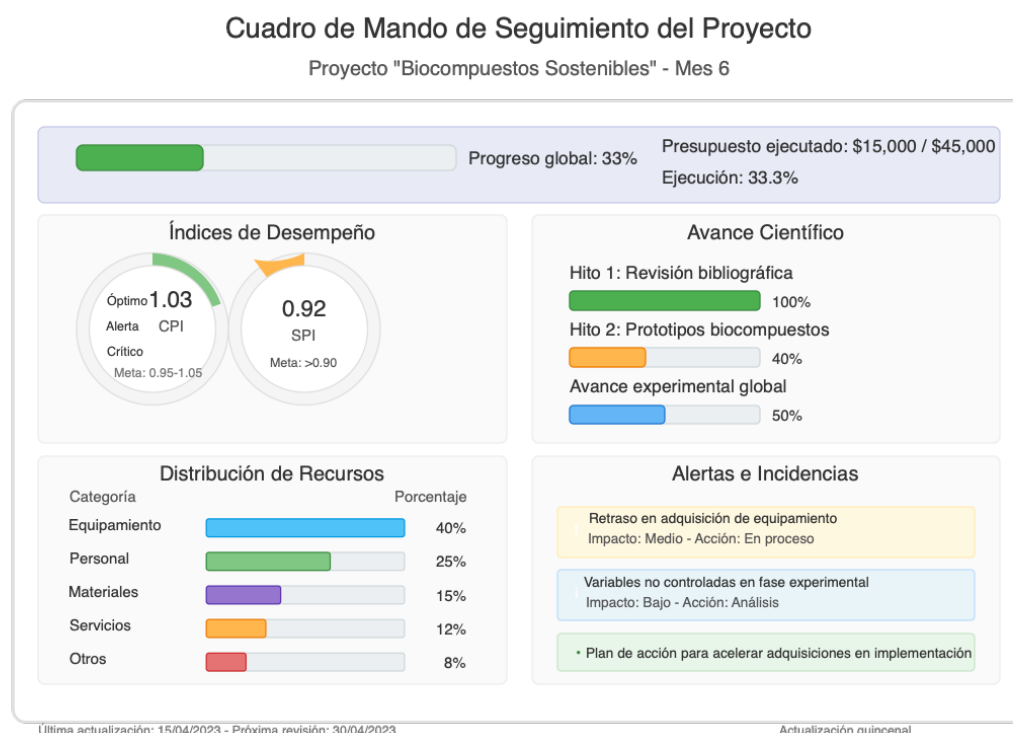 Cuadro de Mando de Seguimiento del Proyecto
Proyecto "Biocompuestos Sostenibles" - Mes 6
Progreso global: 33%
Presupuesto ejecutado: $15,000 / $45,000
Ejecución: 33.3%
Índices de Desempeño
Óptimo
1.03
Alerta
CPI
Crítico
Meta: 0.95-1.05
0.92
SPI
Meta: >0.90
Avance Científico
Hito 1: Revisión bibliográfica
100%
Hito 2: Prototipos biocompuestos
40%
Avance experimental global
50%
Distribución de Recursos
Categoría Porcentaje
Equipamiento 40%
Personal 25%
Materiales 15%
Servicios 12%
Otros 8%
Alertas e Incidencias
Retraso en adquisición de equipamiento
Impacto: Medio - Acción: En proceso
Variables no controladas en fase experimental
Impacto: Bajo - Acción: Análisis
• Plan de acción para acelerar adquisiciones en implementación
Última actualización: 15/04/2023 - Próxima revisión: 30/04/2023
Actualización quincenal